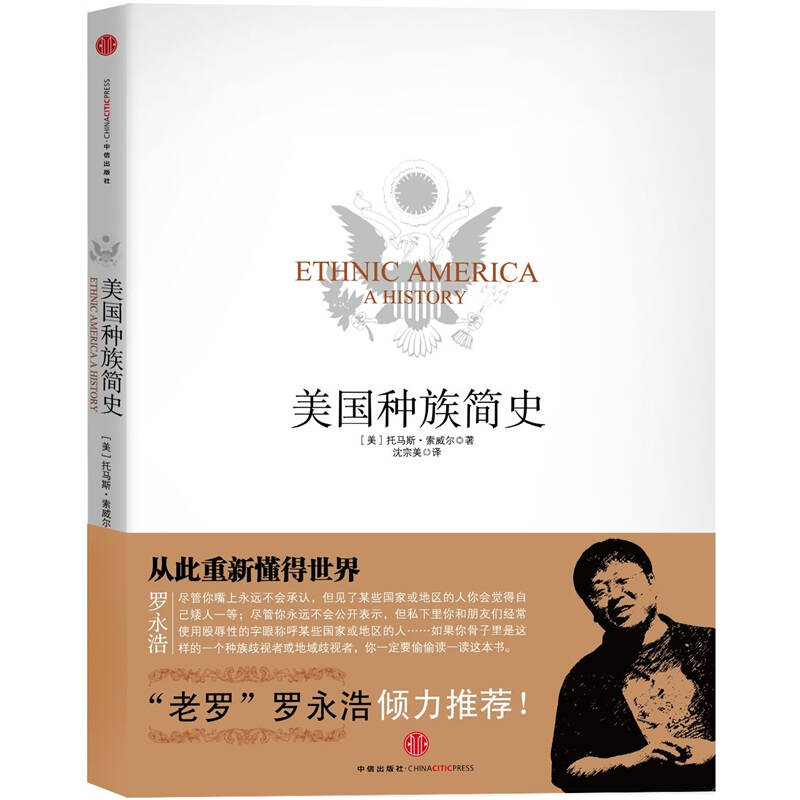 CHINACITICPRESS·中信出版社
美国种族简史
ETHNIC AMERICA A HISTORY
［美］托马斯·索威尔
ETHNIC AMERICA
A HISTORY
美国种族简史
［美］托马斯·索威尔◎著
沈宗美◎译
从此重新懂得世界
罗永浩
尽管你嘴上永远不会承认，但见了某些国家或地区的人你会觉得自
己矮人一等；尽管你永远不会公开表示，但私下里你和朋友们经常
使用殴辱性的字眼称呼某些国家或地区的人……如果你骨子里是这
样的一个种族歧视者或地域歧视者，你一定要偷偷读一读这本书。
“老罗”罗永浩倾力推荐！
中信出版社·CHINACITICPRESS